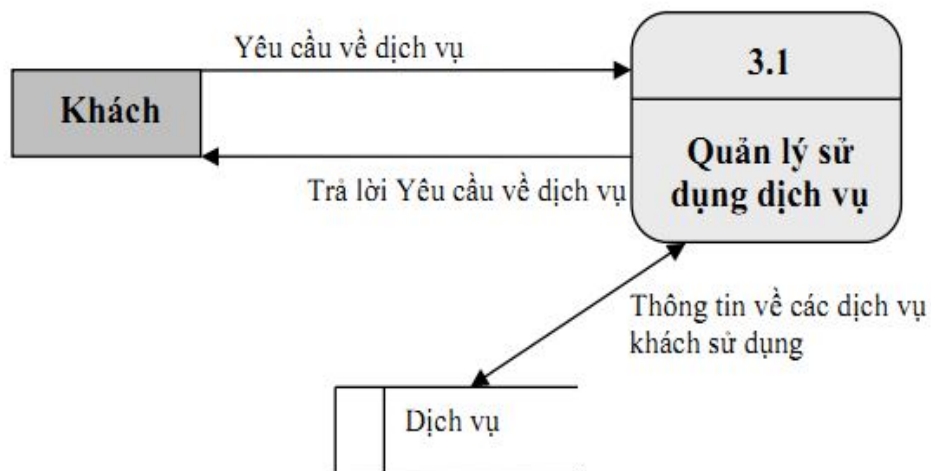 Yêu cầu về dịch vụ
3.1
Khách
Quản lý sử
dụng dịch vụ
Trả lời Yêu cầu về dịch vụ
Thông tin về các dịch vụ
khách sử dụng
Dịch vụ